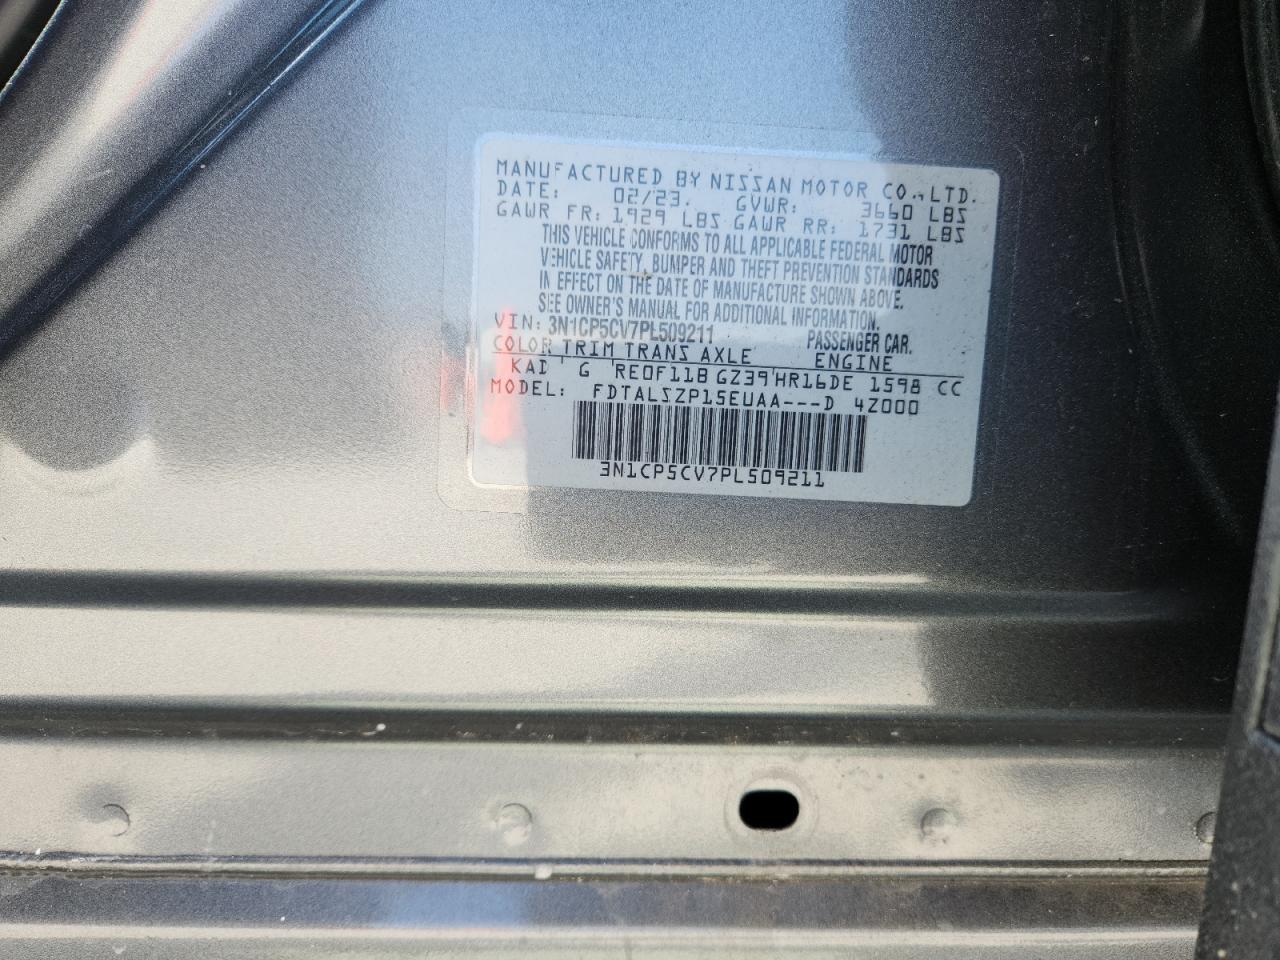 MANUFACTURED BY NISSAN MOTOR CO., LTD.
DATE: 02/23. GVWR: 3660 LBS
GAWR FR: 1929 LBS GAWR RR: 1731 LBS
THIS VEHICLE CONFORMS TO ALL APPLICABLE FEDERAL MOTOR
VEHICLE SAFETY, BUMPER AND THEFT PREVENTION STANDARDS
IN EFFECT ON THE DATE OF MANUFACTURE SHOWN ABOVE.
SEE OWNER'S MANUAL FOR ADDITIONAL INFORMATION.
VIN: 3N1CP5CV7PL509211 PASSENGER CAR.
COLOR TRIM TRANS AXLE ENGINE
KAD G RE0F11B GZ39 HR16DE 1598 CC
MODEL: FDTALSZP15EUAA---D 4Z000
3N1CP5CV7PL509211